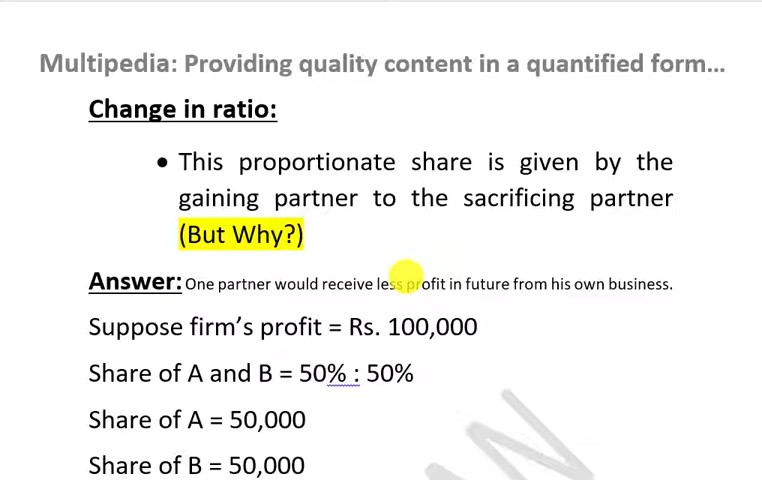 Multipedia: Providing quality content in a quantified form...
Change in ratio:
• This proportionate share is given by the
gaining partner to the sacrificing partner
(But Why?)
Answer: One partner would receive less profit in future from his own business.
Suppose firm's profit = Rs. 100,000
Share of A and B = 50% : 50%
Share of A = 50,000
Share of B = 50,000